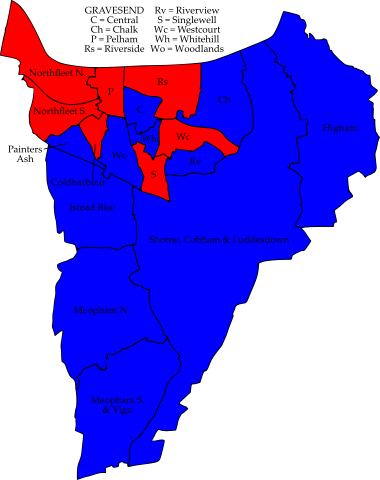 GRAVESEND
C = Central
Ch = Chalk
P = Pelham
Rs = Riverside
Rv = Riverview
S = Singlewell
Wc = Westcourt
Wh = Whitehill
Wo = Woodlands
Northfleet N.
Rs
P
Ch
Northfleet S.
C
Higham
Wh
Wc
Painters
Ash
Wo
Rv
S
Coldharbour
Istead Rise
Shorne, Cobham & Luddesdown
Meopham N.
Meopham S.
& Vigo